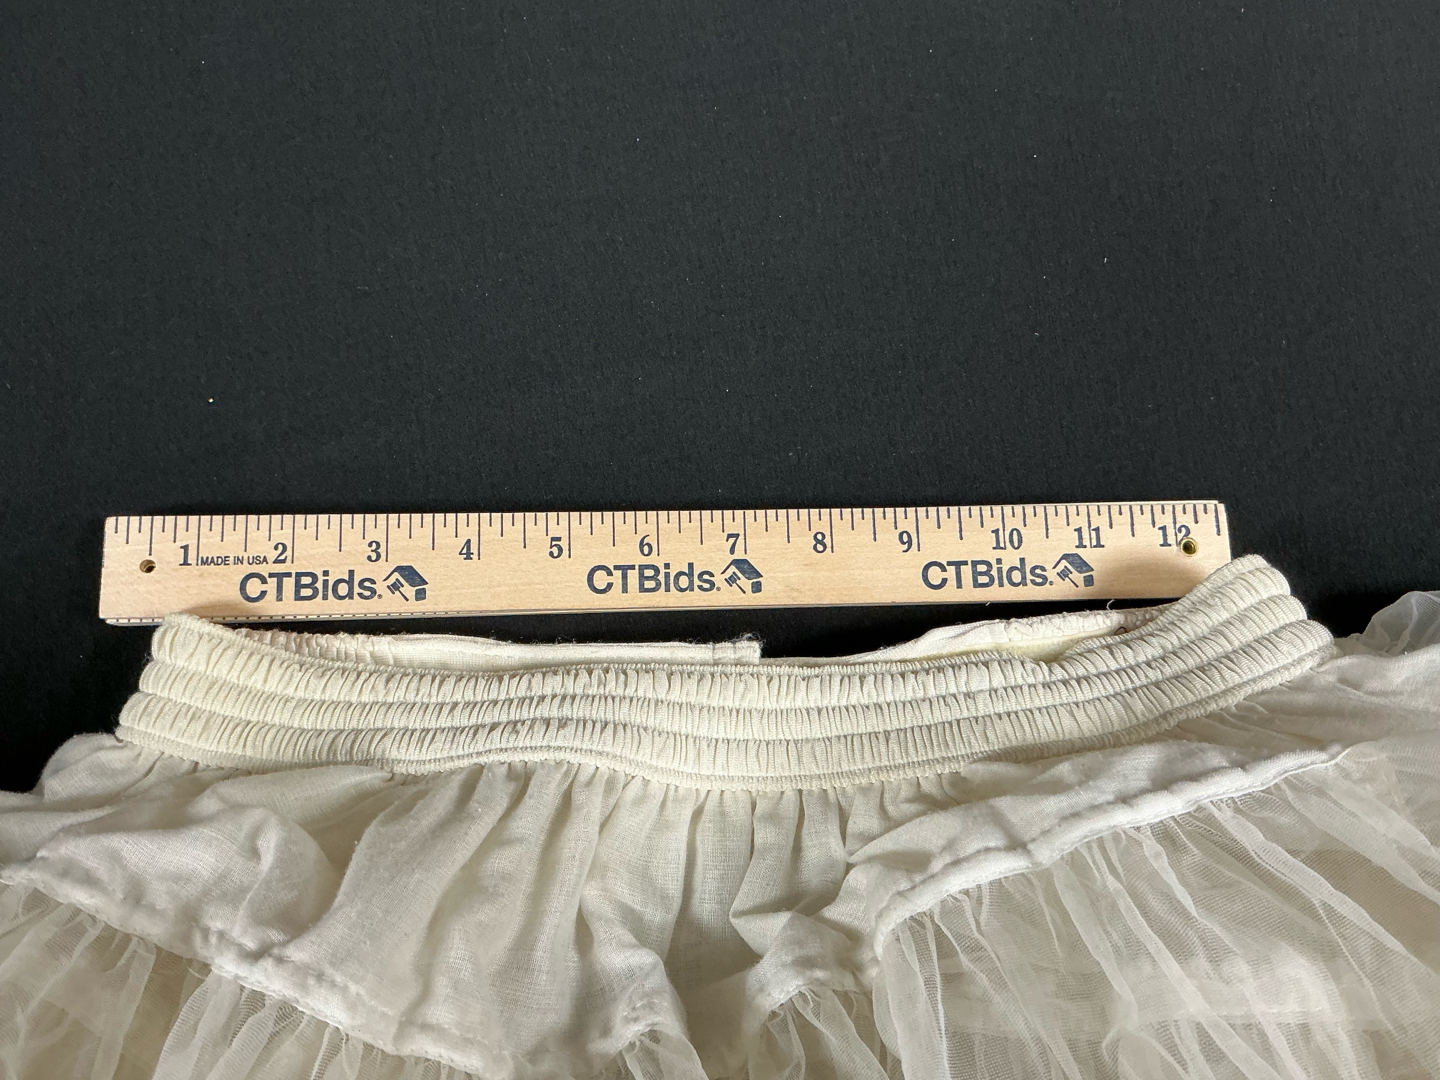 1 MADE IN USA 2 3 4 5 6 7 8 9 10 11 12
CTBids. CTBids. CTBids.